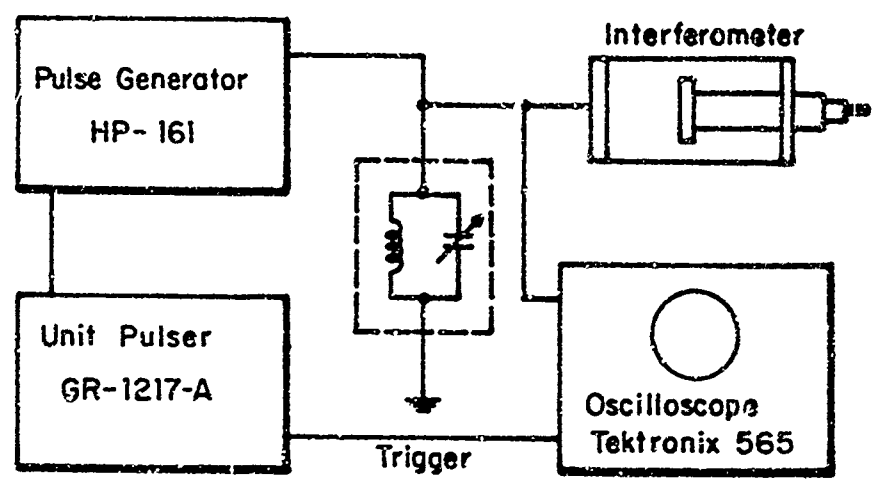 Interferometer
Pulse Generator
HP-161
Unit Pulser
GR-1217-A
Trigger
Oscilloscope
Tektronix 565